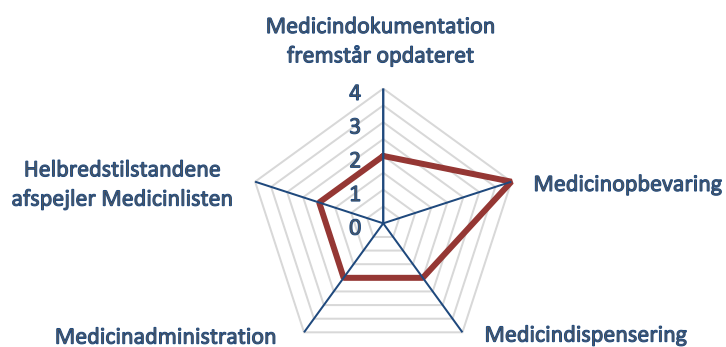 Medicindokumentation
fremstår opdateret
4
3
2
1
0
Helbredstilstandene
afspejler Medicinlisten
Medicinopbevaring
Medicinadministration
Medicindispensering